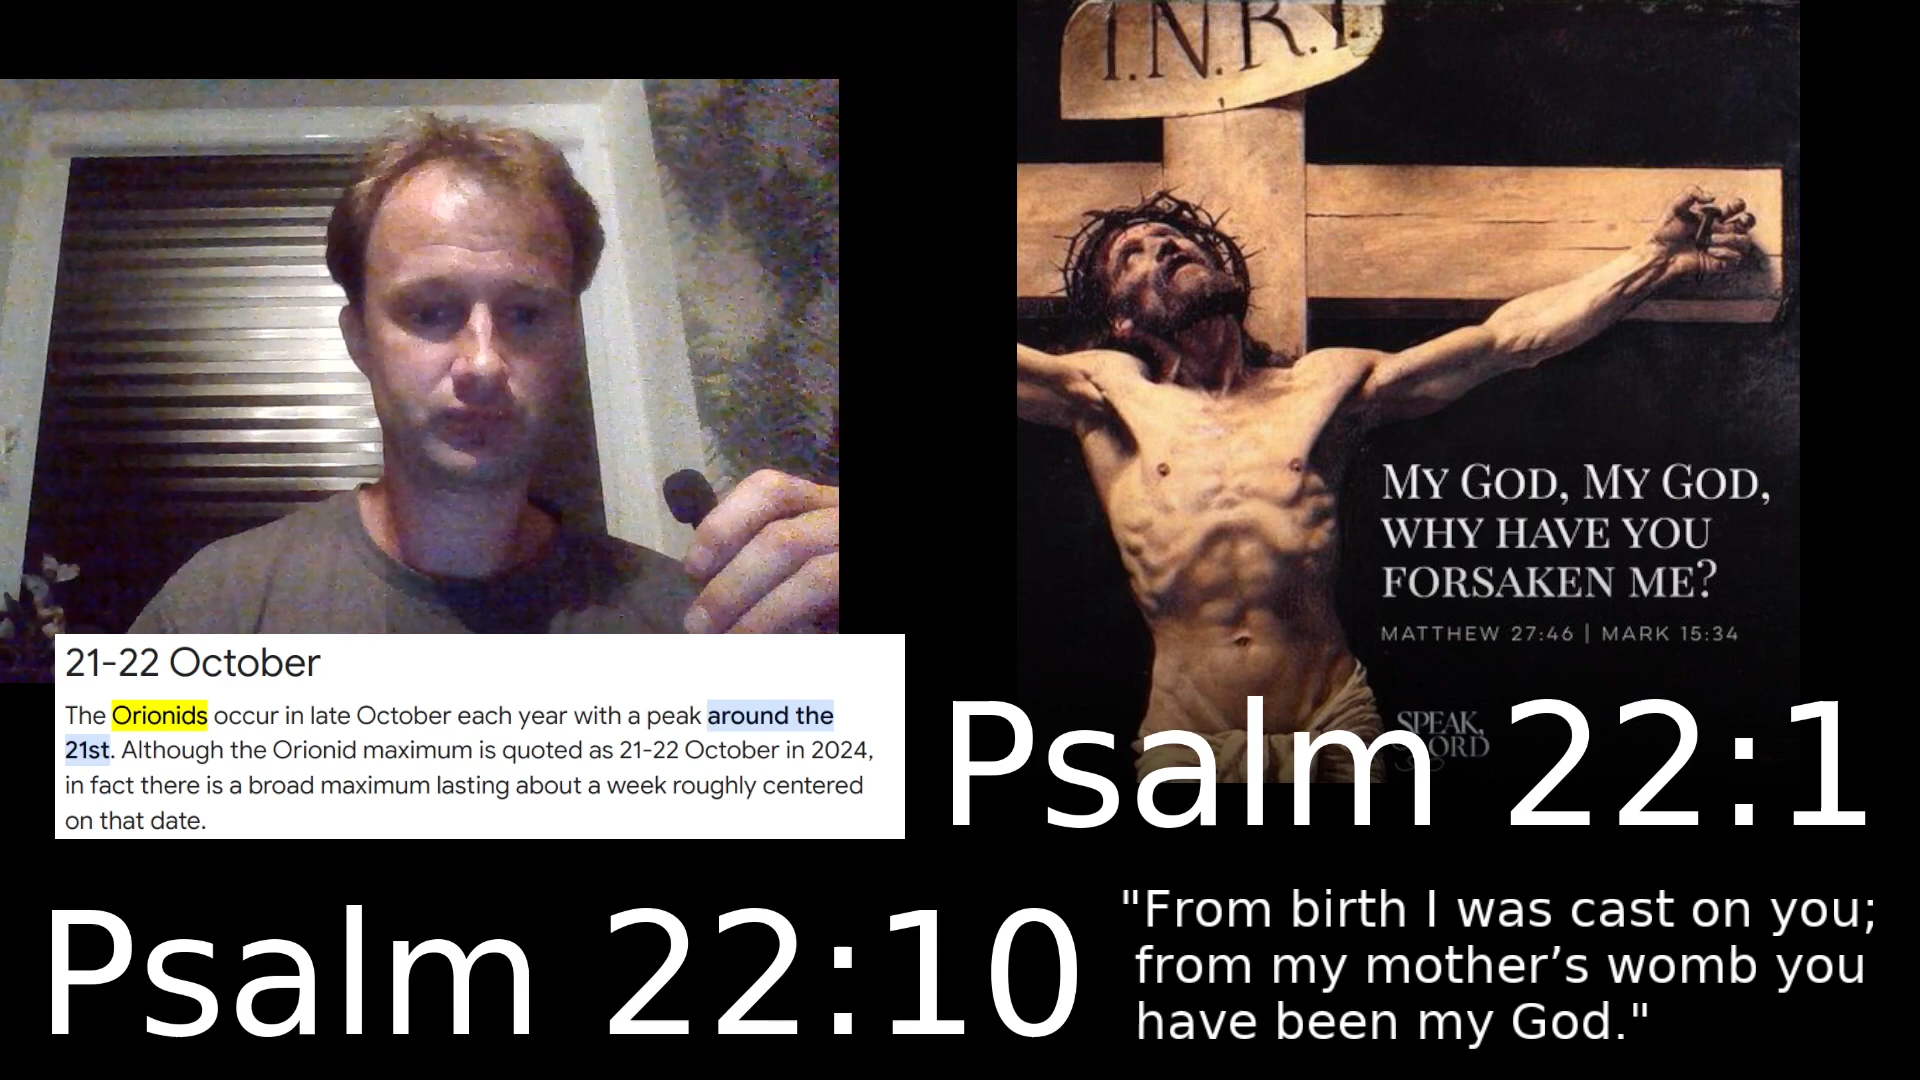 I.N.R.I.
MY GOD, MY GOD,
WHY HAVE YOU
FORSAKEN ME?
MATTHEW 27:46 | MARK 15:34
SPEAK,
21-22 October
The Orionids occur in late October each year with a peak around the
21st. Although the Orionid maximum is quoted as 21-22 October in 2024,
in fact there is a broad maximum lasting about a week roughly centered
on that date.
Psalm 22:1
Psalm 22:10
"From birth I was cast on you;
from my mother’s womb you
have been my God."